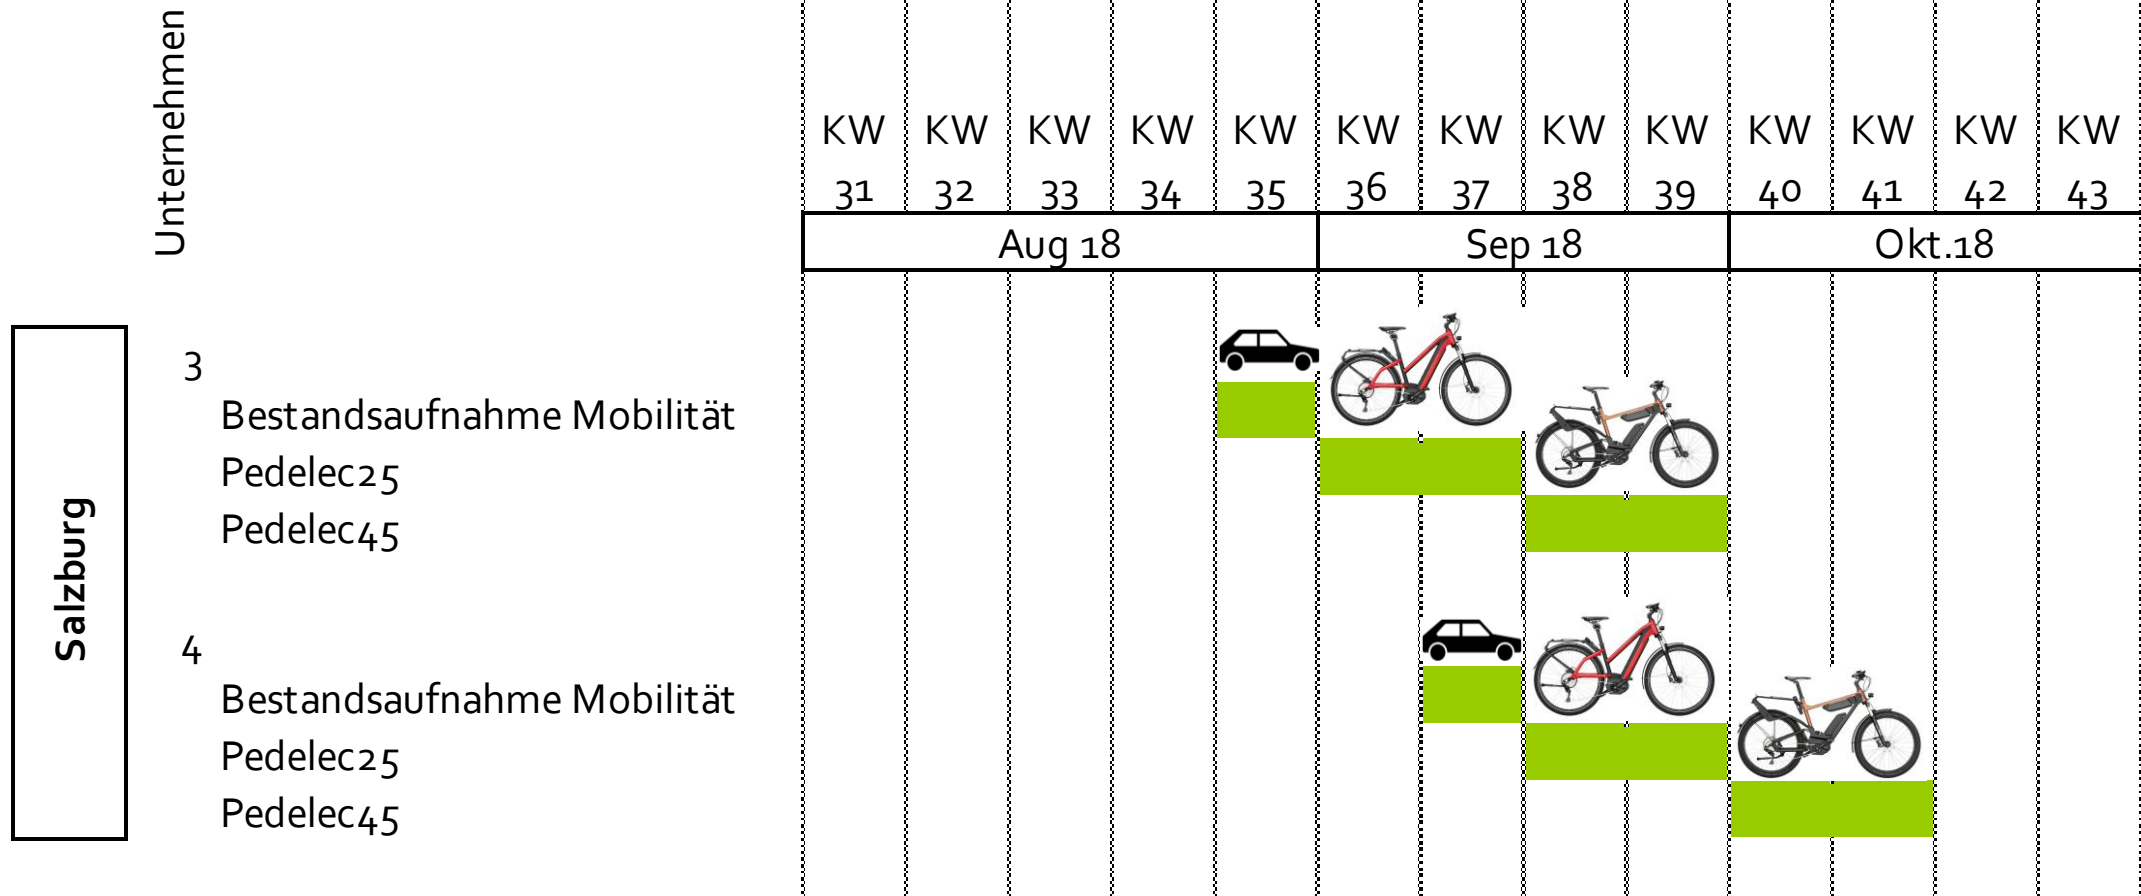 Unternehmen
KW KW KW KW KW KW KW KW KW KW KW KW KW
31 32 33 34 35 36 37 38 39 40 41 42 43
Aug 18 Sep 18 Okt.18
Salzburg
3
Bestandsaufnahme Mobilität
Pedelec25
Pedelec45
4
Bestandsaufnahme Mobilität
Pedelec25
Pedelec45